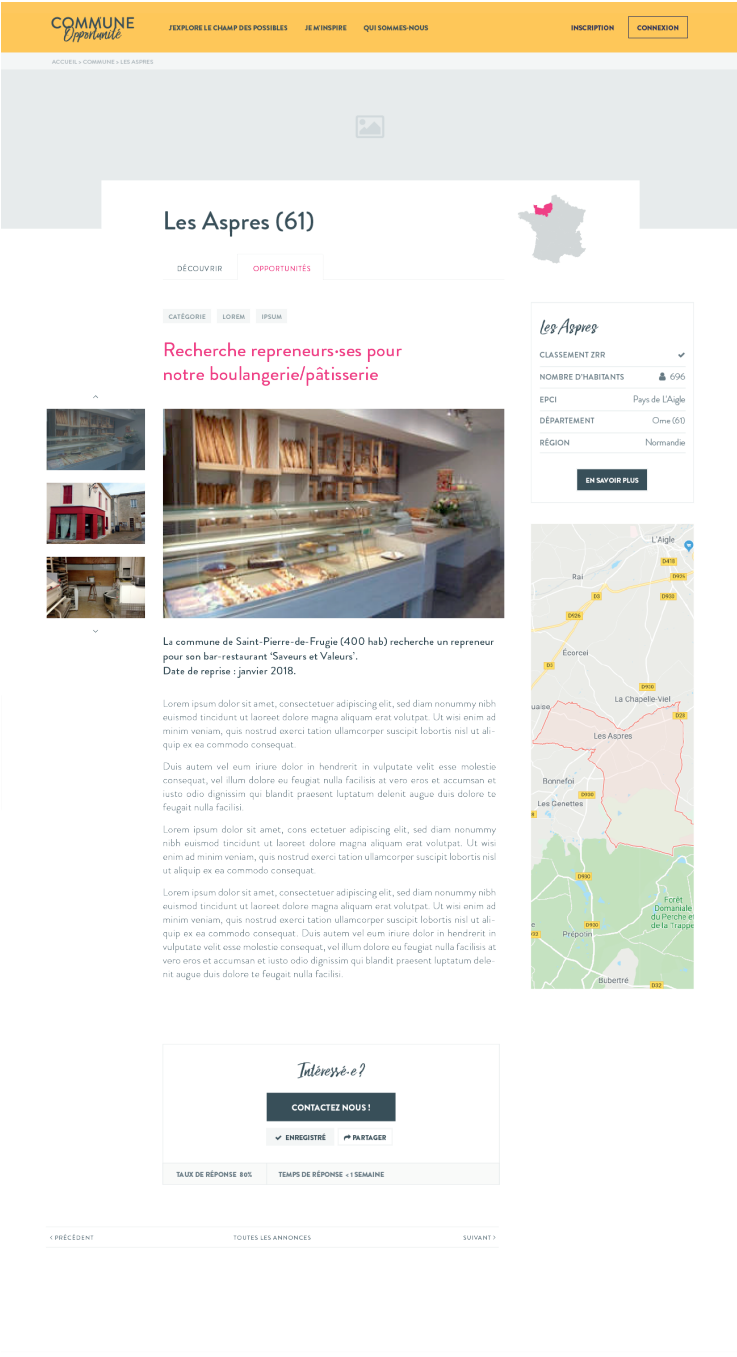 COMMUNE
Opportunité
J'EXPLORE LE CHAMP DES POSSIBLES
JE M'INSPIRE
QUI SOMMES-NOUS
INSCRIPTION
CONNEXION
ACCUEIL > COMMUNE > LES ASPRES
Les Aspres (61)
DÉCOUVRIR
OPPORTUNITÉS
CATÉGORIE
LOREM
IPSUM
Recherche repreneurs·ses pour
notre boulangerie/pâtisserie
La commune de Saint-Pierre-de-Frugie (400 hab) recherche un repreneur
pour son bar-restaurant ‘Saveurs et Valeurs’.
Date de reprise : janvier 2018.
Lorem ipsum dolor sit amet, consectetuer adipiscing elit, sed diam nonummy nibh
euismod tincidunt ut laoreet dolore magna aliquam erat volutpat. Ut wisi enim ad
minim veniam, quis nostrud exerci tation ullamcorper suscipit lobortis nisl ut ali-
quip ex ea commodo consequat.
Duis autem vel eum iriure dolor in hendrerit in vulputate velit esse molestie
consequat, vel illum dolore eu feugiat nulla facilisis at vero eros et accumsan et
iusto odio dignissim qui blandit praesent luptatum delenit augue duis dolore te
feugait nulla facilisi.
Lorem ipsum dolor sit amet, cons ectetuer adipiscing elit, sed diam nonummy
nibh euismod tincidunt ut laoreet dolore magna aliquam erat volutpat. Ut wisi
enim ad minim veniam, quis nostrud exerci tation ullamcorper suscipit lobortis nisl
ut aliquip ex ea commodo consequat.
Lorem ipsum dolor sit amet, consectetuer adipiscing elit, sed diam nonummy nibh
euismod tincidunt ut laoreet dolore magna aliquam erat volutpat. Ut wisi enim ad
minim veniam, quis nostrud exerci tation ullamcorper suscipit lobortis nisl ut ali-
quip ex ea commodo consequat. Duis autem vel eum iriure dolor in hendrerit in
vulputate velit esse molestie consequat, vel illum dolore eu feugiat nulla facilisis at
vero eros et accumsan et iusto odio dignissim qui blandit praesent luptatum dele-
nit augue duis dolore te feugait nulla facilisi.
Les Aspres
CLASSEMENT ZRR
NOMBRE D'HABITANTS 696
EPCI Pays de L'Aigle
DÉPARTEMENT Orne (61)
RÉGION Normandie
EN SAVOIR PLUS
L'Aigle
D418
Rai
D926
D3
D930
D926
Écorcei
D3
D930
La Chapelle-Viel
uaise
D23
Les Aspres
Bonnefoi
D930
Les Genettes
8
D930
Forêt
Domaniale
du Perche et
de la Trappe
e
D930
00
Prépotin
Bubertré
D32
Intéressé·e ?
CONTACTEZ NOUS !
ENREGISTRÉ
PARTAGER
TAUX DE RÉPONSE 80%
TEMPS DE RÉPONSE < 1 SEMAINE
< PRÉCÉDENT
TOUTES LES ANNONCES
SUIVANT >